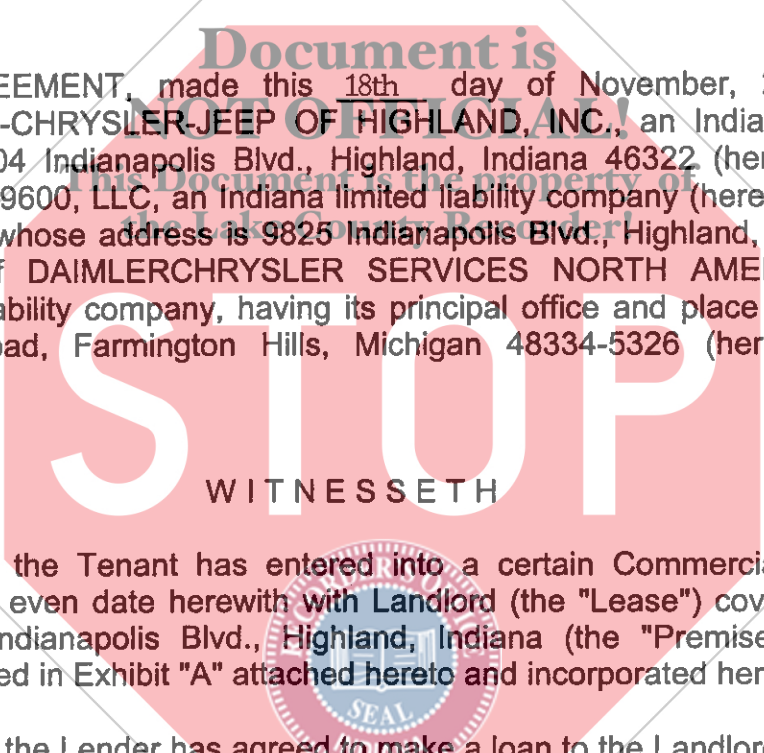 Document is
EEMENT, made this 18th day of November,
NOT OFFICIAL!
-CHRYSLER-JEEP OF HIGHLAND, INC., an India
04 Indianapolis Blvd., Highland, Indiana 46322 (her
This Document is the property of
9600, LLC, an Indiana limited liability company (here
the Lake County Recorder!
whose address is 9825 Indianapolis Blvd., Highland,
f DAIMLERCHRYSLER SERVICES NORTH AME
ability company, having its principal office and place
oad, Farmington Hills, Michigan 48334-5326 (her
STOP
WITNESSETH
the Tenant has entered into a certain Commercia
even date herewith with Landlord (the "Lease") cov
ndianapolis Blvd., Highland, Indiana (the "Premise
ed in Exhibit "A" attached hereto and incorporated her
SEAL
the Lender has agreed to make a loan to the Landlor